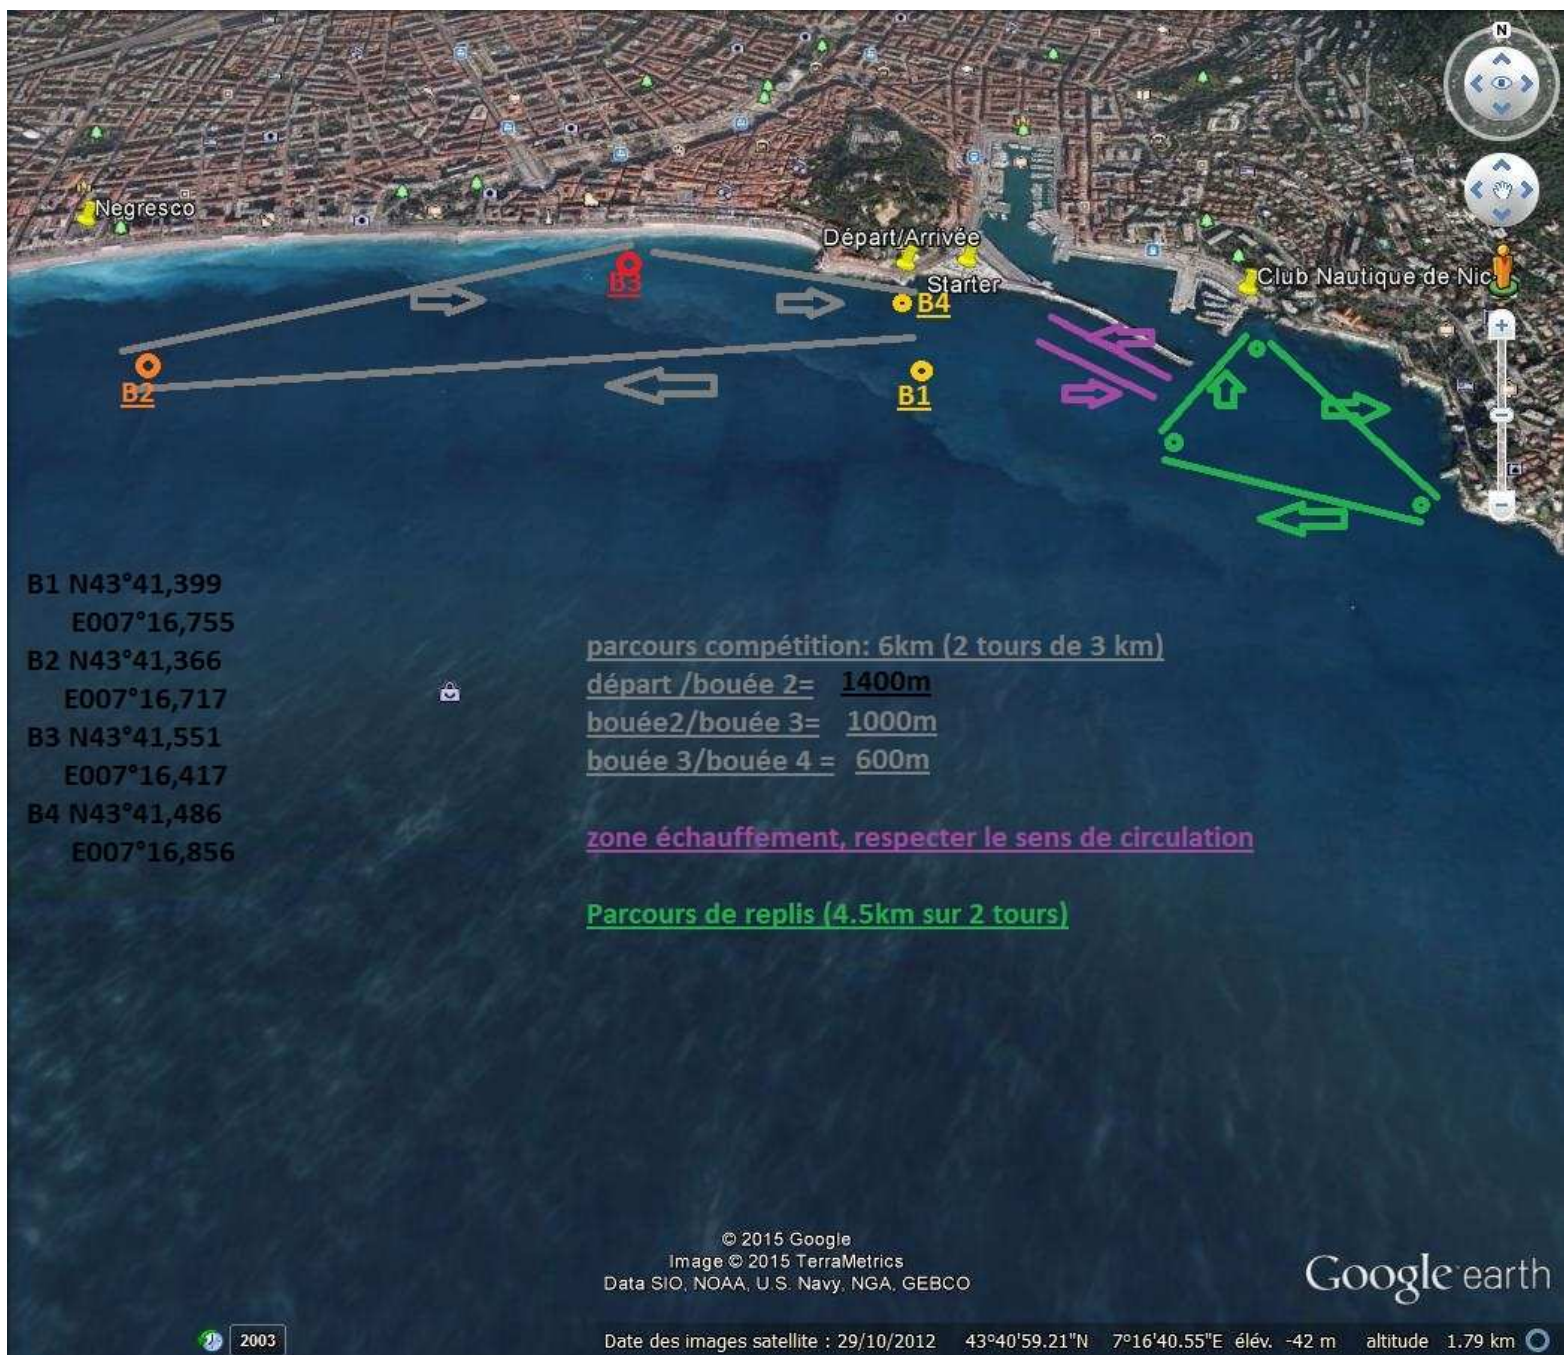 N
Negresco
Départ/Arrivée
Starter
Club Nautique de Nic
B3
B4
B2
B1
B1 N43°41,399
E007°16,755
B2 N43°41,366
E007°16,717
B3 N43°41,551
E007°16,417
B4 N43°41,486
E007°16,856
parcours compétition: 6km (2 tours de 3 km)
départ /bouée 2= 1400m
bouée2/bouée 3= 1000m
bouée 3/bouée 4 = 600m
zone échauffement, respecter le sens de circulation
Parcours de replis (4.5km sur 2 tours)
© 2015 Google
Image © 2015 TerraMetrics
Data SIO, NOAA, U.S. Navy, NGA, GEBCO
Google earth
2003
Date des images satellite : 29/10/2012 43°40'59.21"N 7°16'40.55"E élév. -42 m altitude 1.79 km